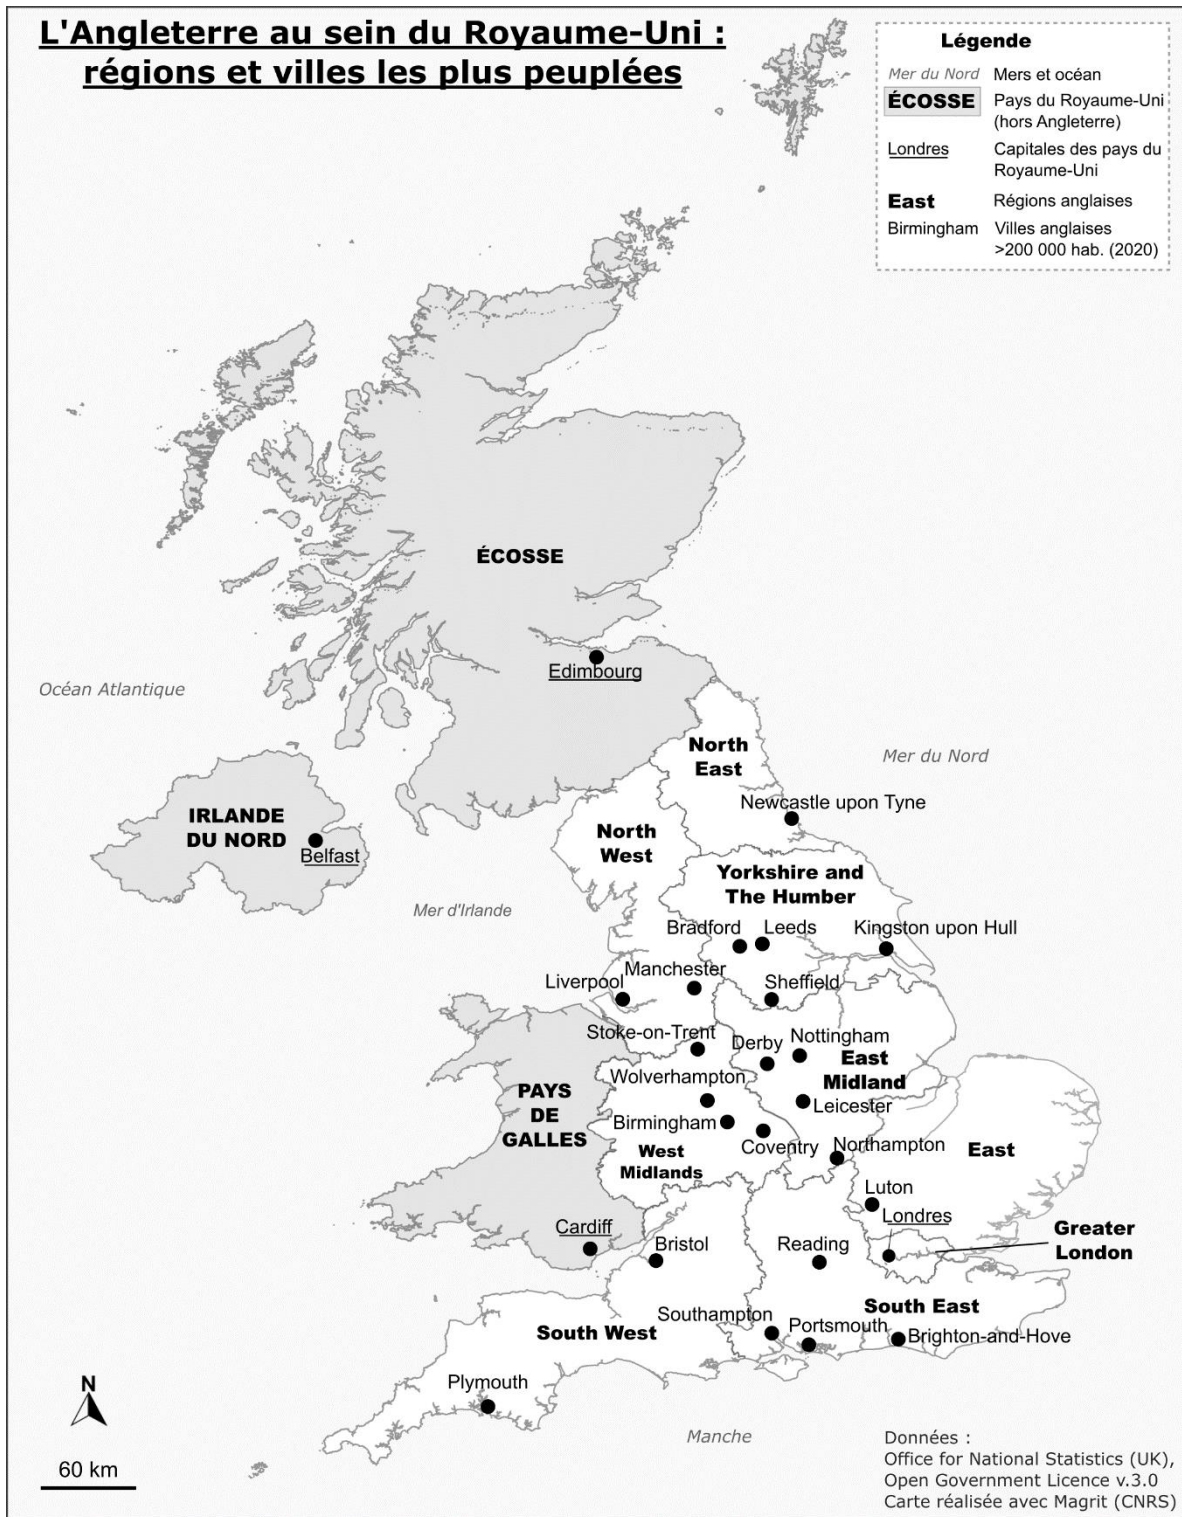 L'Angleterre au sein du Royaume-Uni :
régions et villes les plus peuplées
Légende
Mer du Nord Mers et océan
ÉCOSSE Pays du Royaume-Uni
(hors Angleterre)
Londres Capitales des pays du
Royaume-Uni
East Régions anglaises
Birmingham Villes anglaises
>200 000 hab. (2020)
ÉCOSSE
Edimbourg
Océan Atlantique
North
East
Mer du Nord
Newcastle upon Tyne
IRLANDE
DU NORD
Belfast
North
West
Yorkshire and
The Humber
Mer d'Irlande
Bradford
Leeds
Kingston upon Hull
Manchester
Liverpool
Sheffield
Stoke-on-Trent
Derby
Nottingham
East
Midland
Wolverhampton
Leicester
PAYS
DE
GALLES
Birmingham
Coventry
Northampton
West
Midlands
East
Luton
Londres
Greater
London
Cardiff
Bristol
Reading
South East
Southampton
Portsmouth
Brighton-and-Hove
South West
Plymouth
N
60 km
Manche
Données :
Office for National Statistics (UK),
Open Government Licence v.3.0
Carte réalisée avec Magrit (CNRS)